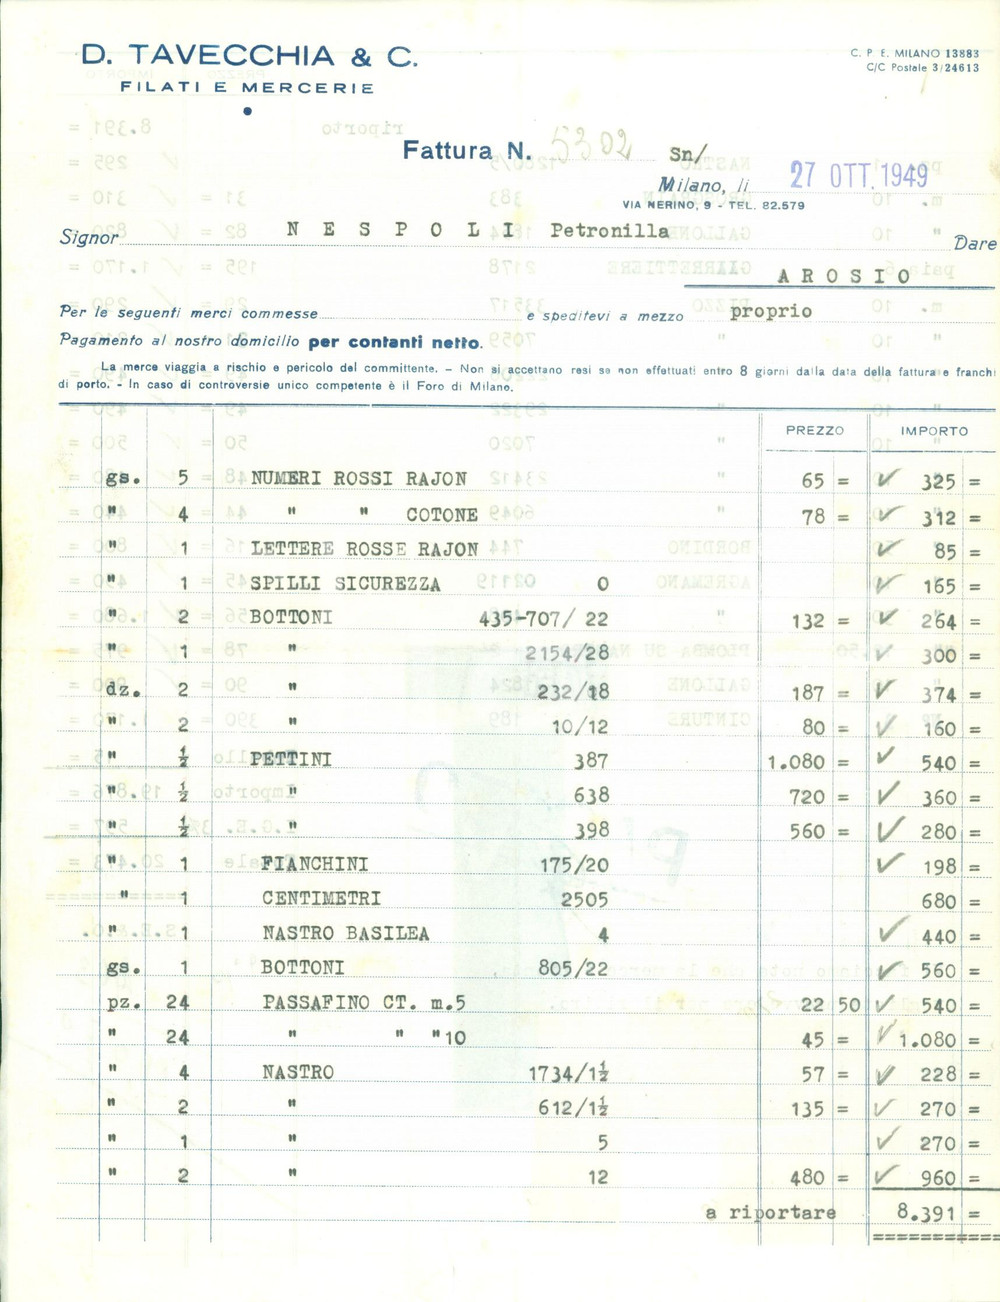 D. TAVECCHIA & C.
FILATI E MERCERIE
C. P. E. MILANO 13883
C/C Postale 3/24613
Fattura N. 5302 Sn/
Milano, li 27 OTT. 1949
VIA NERINO, 9 - TEL. 82.579
Signor NESPOLI Petronilla Dare
AROSIO
Per le seguenti merci commesse e speditevi a mezzo proprio
Pagamento al nostro domicilio per contanti netto.
La merce viaggia a rischio e pericolo del committente. - Non si accettano resi se non effettuati entro 8 giorni dalla data della fattura e franchi
di porto. - In caso di controversie unico competente è il Foro di Milano.
PREZZO IMPORTO
gs. 5 NUMERI ROSSI RAJON 65 = ✓ 325 =
" 4 " " COTONE 78 = ✓ 312 =
" 1 LETTERE ROSSE RAJON ✓ 85 =
" 1 SPILLI SICUREZZA 0 ✓ 165 =
" 2 BOTTONI 435-707/ 22 132 = ✓ 264 =
" 1 " 2154/28 ✓ 300 =
dz. 2 " 232/18 187 = ✓ 374 =
" 2 " 10/12 80 = ✓ 160 =
" ½ PETTINI 387 1.080 = ✓ 540 =
" ½ " 638 720 = ✓ 360 =
" ½ " 398 560 = ✓ 280 =
" 1 FIANCHINI 175/20 ✓ 198 =
" 1 CENTIMETRI 2505 680 =
" 1 NASTRO BASILEA 4 ✓ 440 =
gs. 1 BOTTONI 805/22 ✓ 560 =
pz. 24 PASSAFINO CT. m.5 22 50 ✓ 540 =
" 24 " " "10 45 = ✓ 1.080 =
" 4 NASTRO 1734/1½ 57 = ✓ 228 =
" 2 " 612/1½ 135 = ✓ 270 =
" 1 " 5 ✓ 270 =
" 2 " 12 480 = ✓ 960 =
a riportare 8.391 =